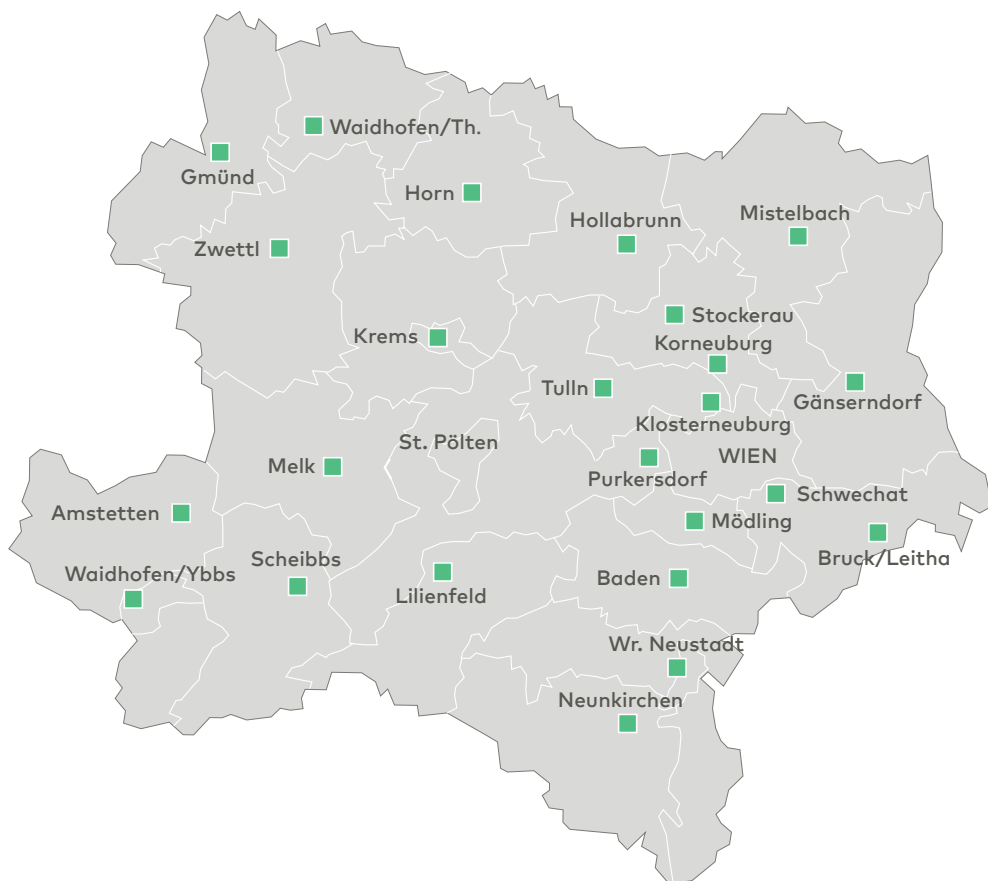 Waidhofen/Th.
Gmünd
Horn
Mistelbach
Hollabrunn
Zwettl
Stockerau
Krems
Korneuburg
Tulln
Gänserndorf
Klosterneuburg
St. Pölten
WIEN
Melk
Purkersdorf
Schwechat
Amstetten
Mödling
Bruck/Leitha
Scheibbs
Waidhofen/Ybbs
Baden
Lilienfeld
Wr. Neustadt
Neunkirchen